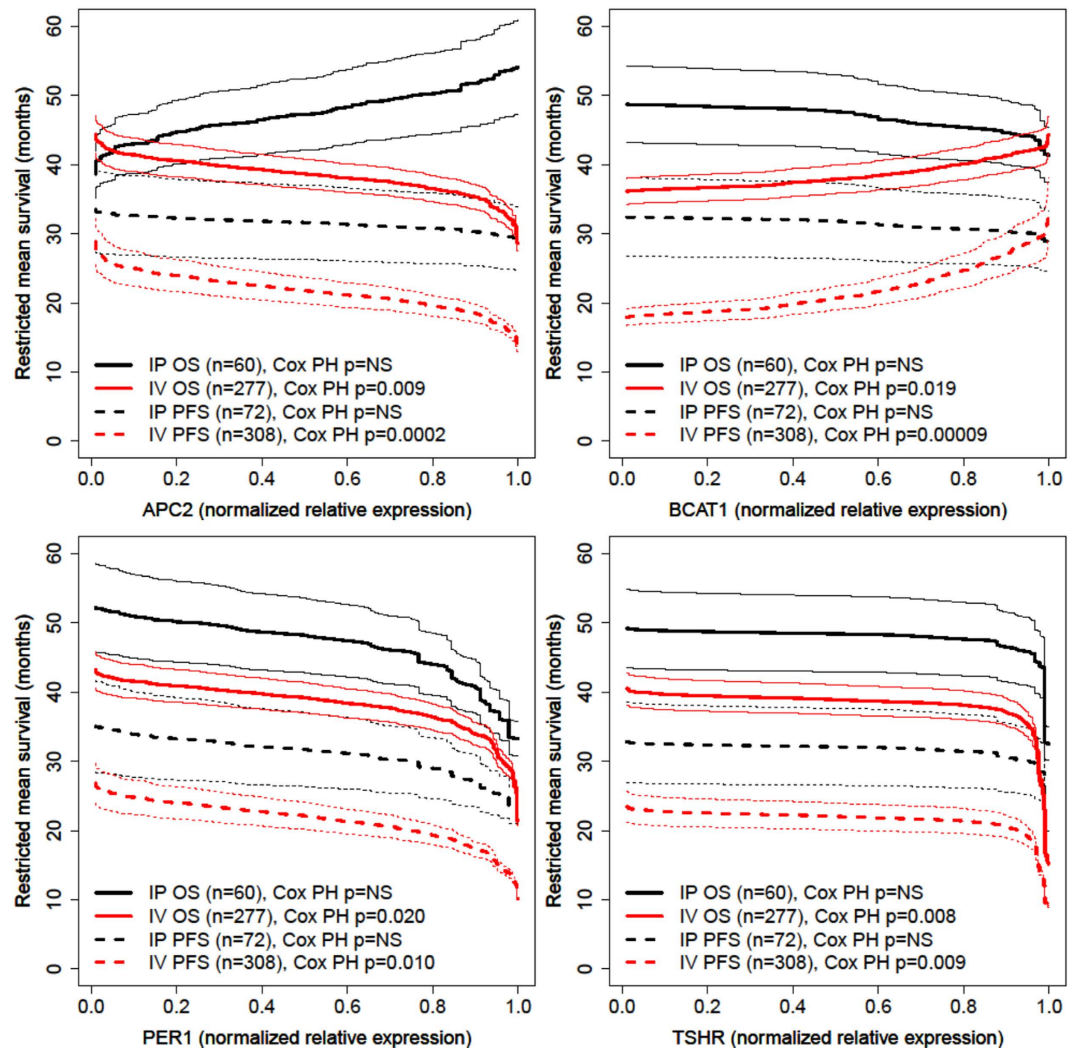 Restricted mean survival (months)
60
50
40
30
20
10
0
IP OS (n=60), Cox PH p=NS
IV OS (n=277), Cox PH p=0.009
IP PFS (n=72), Cox PH p=NS
IV PFS (n=308), Cox PH p=0.0002
0.0 0.2 0.4 0.6 0.8 1.0
APC2 (normalized relative expression)
Restricted mean survival (months)
60
50
40
30
20
10
0
IP OS (n=60), Cox PH p=NS
IV OS (n=277), Cox PH p=0.019
IP PFS (n=72), Cox PH p=NS
IV PFS (n=308), Cox PH p=0.00009
0.0 0.2 0.4 0.6 0.8 1.0
BCAT1 (normalized relative expression)
Restricted mean survival (months)
60
50
40
30
20
10
0
IP OS (n=60), Cox PH p=NS
IV OS (n=277), Cox PH p=0.020
IP PFS (n=72), Cox PH p=NS
IV PFS (n=308), Cox PH p=0.010
0.0 0.2 0.4 0.6 0.8 1.0
PER1 (normalized relative expression)
Restricted mean survival (months)
60
50
40
30
20
10
0
IP OS (n=60), Cox PH p=NS
IV OS (n=277), Cox PH p=0.008
IP PFS (n=72), Cox PH p=NS
IV PFS (n=308), Cox PH p=0.009
0.0 0.2 0.4 0.6 0.8 1.0
TSHR (normalized relative expression)